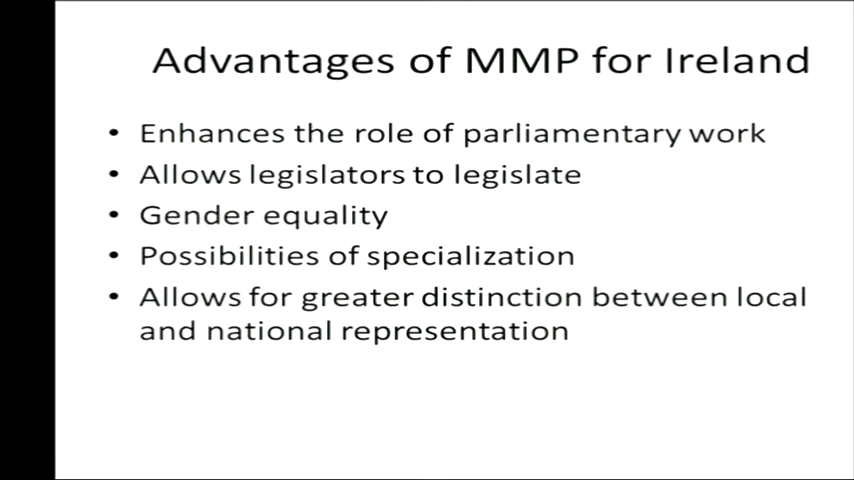 Advantages of MMP for Ireland
• Enhances the role of parliamentary work
• Allows legislators to legislate
• Gender equality
• Possibilities of specialization
• Allows for greater distinction between local
and national representation